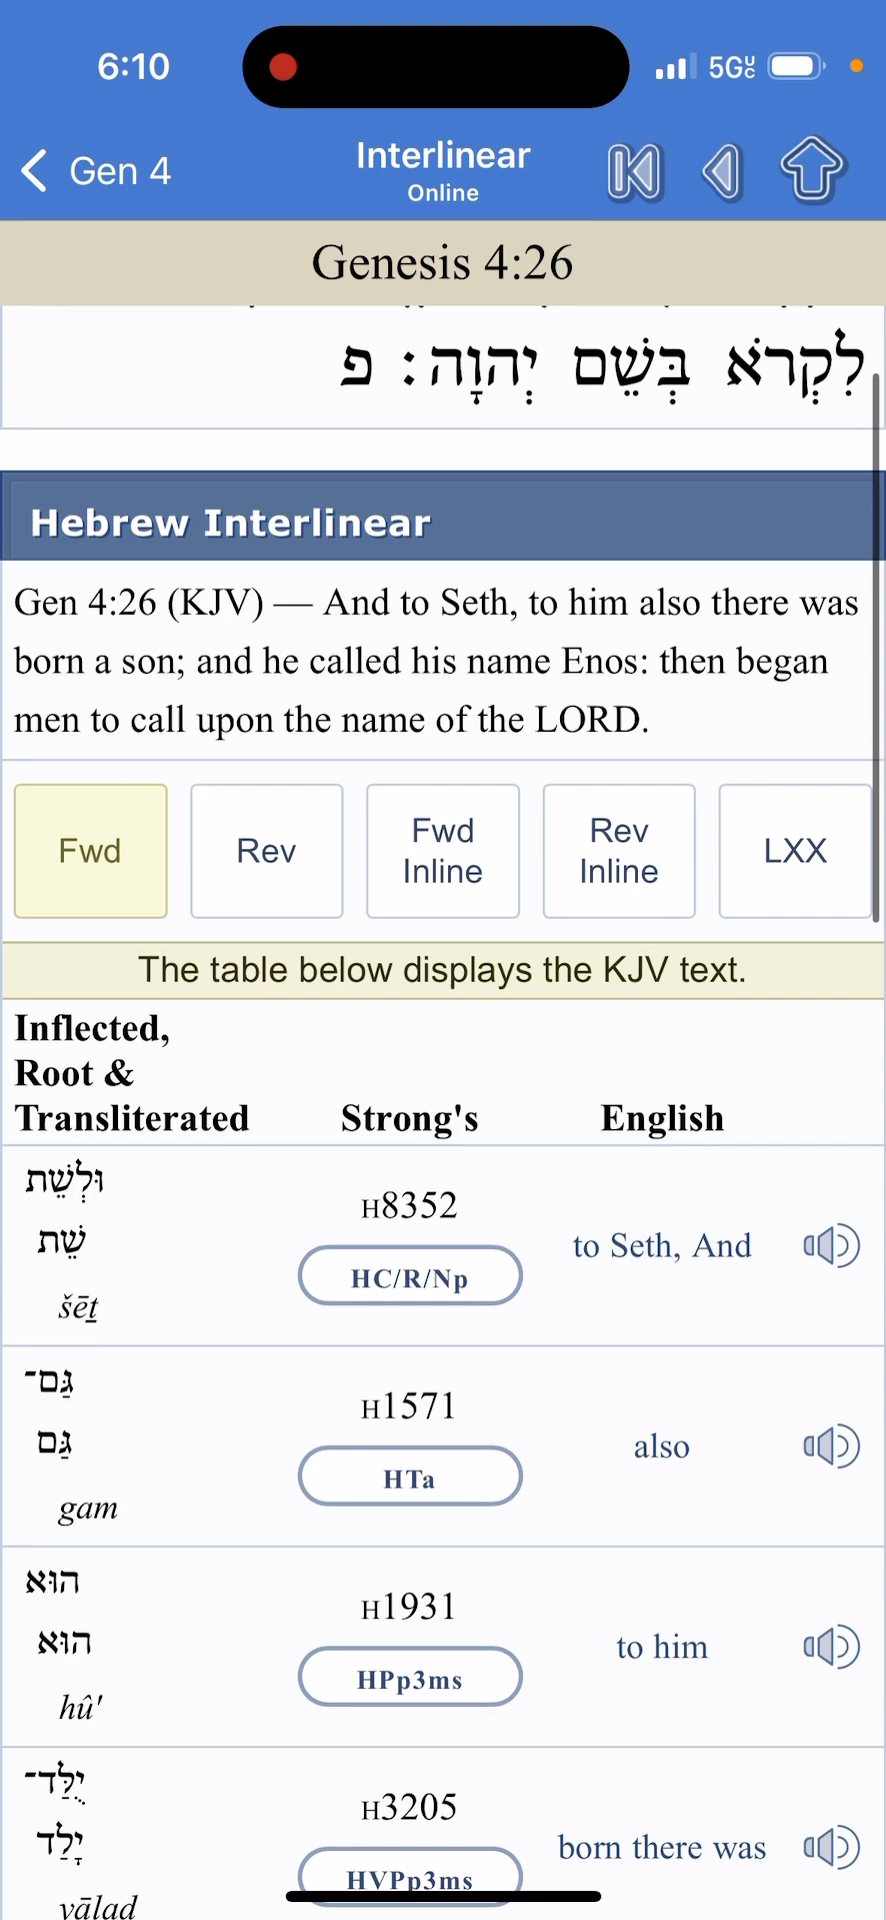 6:10
5GUC
Gen 4
Interlinear
Online
Genesis 4:26
לִקְרֹא בְּשֵׁם יְהוָה׃ פ
Hebrew Interlinear
Gen 4:26 (KJV) — And to Seth, to him also there was
born a son; and he called his name Enos: then began
men to call upon the name of the LORD.
Fwd
Rev
Fwd
Inline
Rev
Inline
LXX
The table below displays the KJV text.
Inflected,
Root &
Transliterated
Strong's
English
וּלְשֵׁת
שֵׁת
šēṯ
H8352
HC/R/Np
to Seth, And
גַּם־
גַּם
gam
H1571
HTa
also
הוּא
הוּא
hû'
H1931
HPp3ms
to him
יֻלַּד־
יָלַד
yālaḏ
H3205
HVPp3ms
born there was